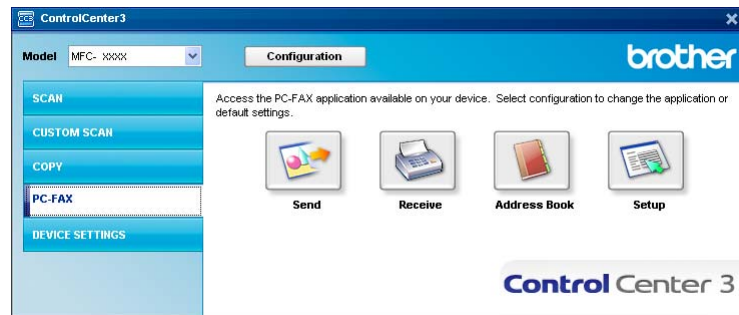 CC3 ControlCenter3
Model MFC- XXXX Configuration brother
SCAN
CUSTOM SCAN
COPY
PC-FAX
DEVICE SETTINGS
Access the PC-FAX application available on your device. Select configuration to change the application or
default settings.
Send Receive Address Book Setup
Control Center 3